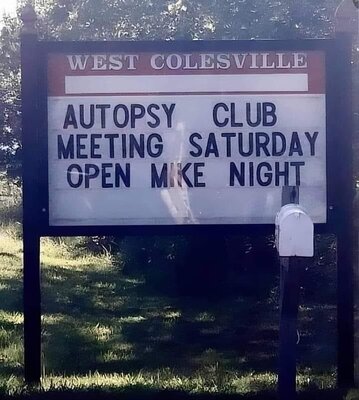 WEST COLESVILLE
AUTOPSY CLUB
MEETING SATURDAY
OPEN MIKE NIGHT